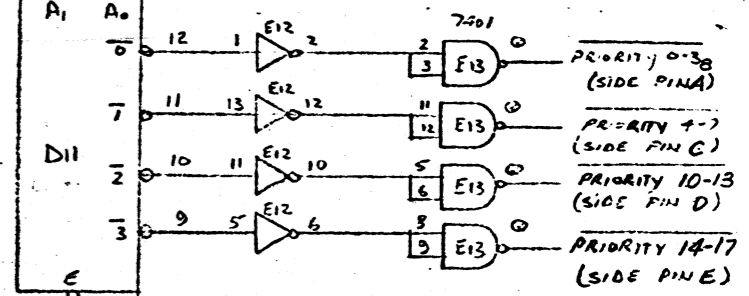 A1 A0
7401
0 12 1 E12 2 2 3 E13 PRIORITY 0-38
(SIDE PIN A)
1 11 13 E12 12 11 12 E13 PRIORITY 4-7
(SIDE PIN C)
D11
2 10 11 E12 10 5 6 E13 PRIORITY 10-13
(SIDE PIN D)
3 9 5 E12 6 8 9 E13 PRIORITY 14-17
(SIDE PIN E)
E